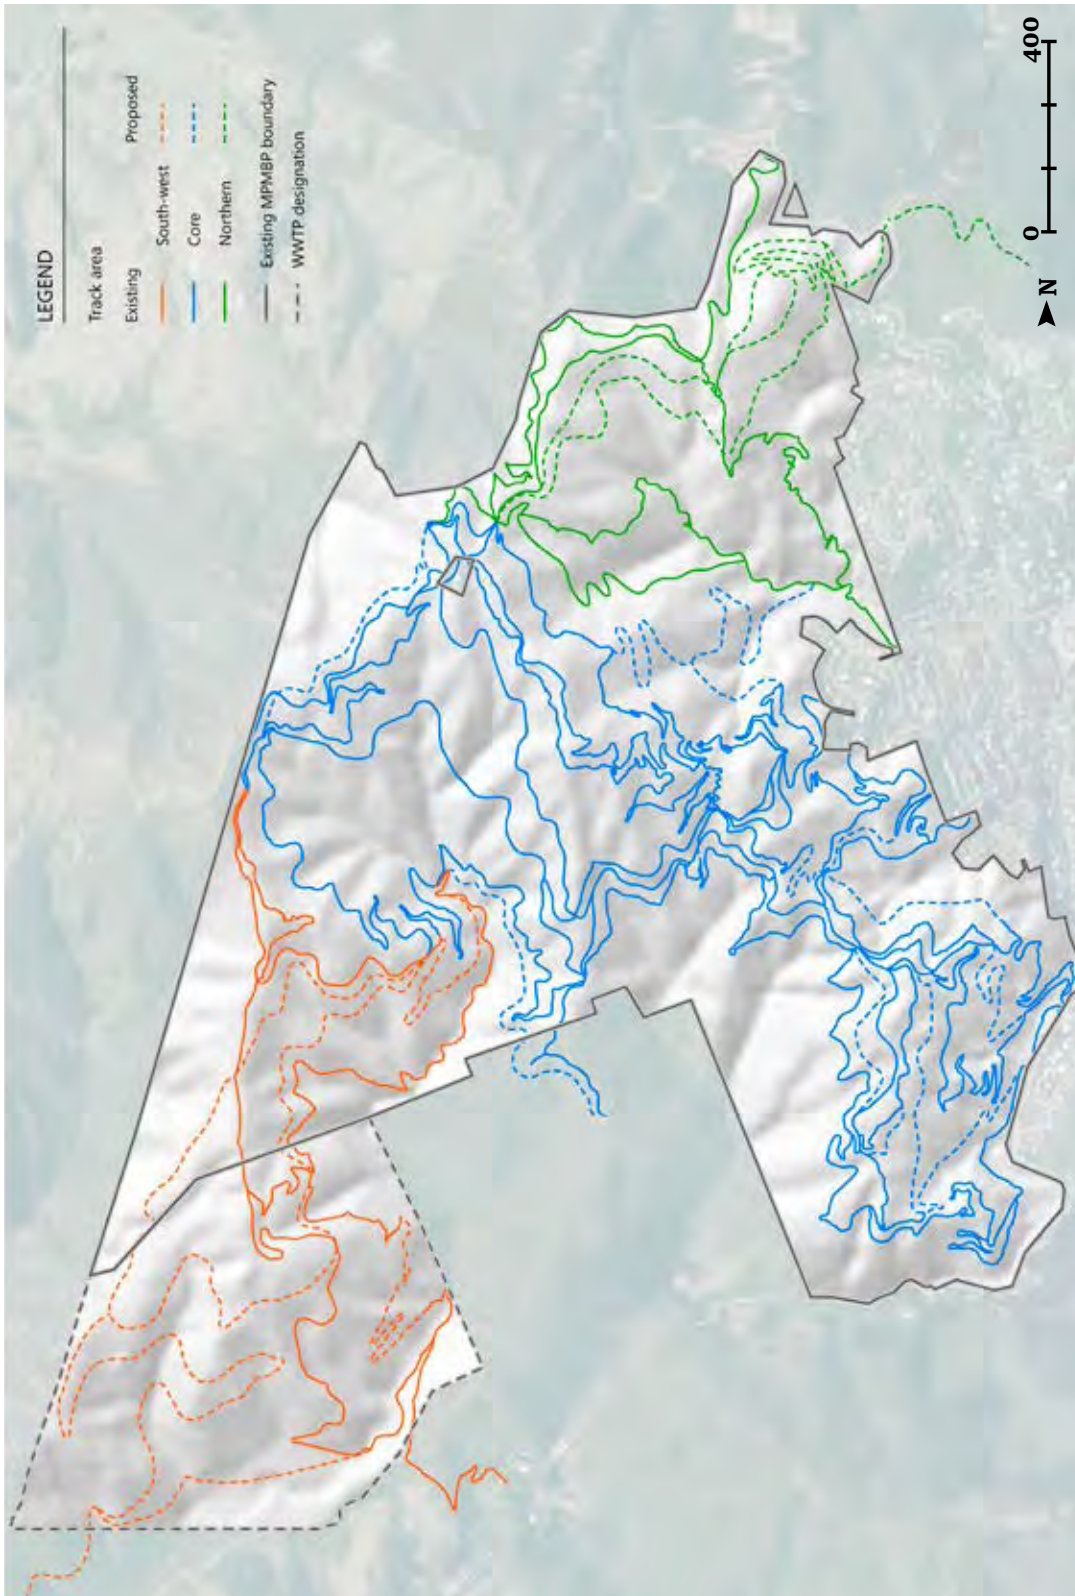 LEGEND
Track area
Existing Proposed
South-west
Core
Northern
Existing MPMBP boundary
WWTP designation
N
0 400